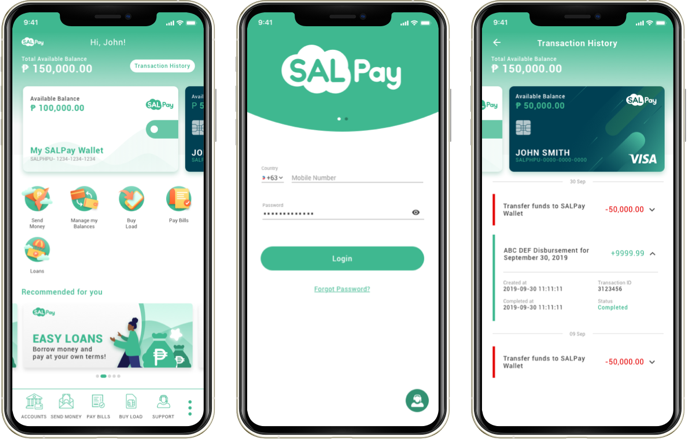 9:41
SALPay
Hi, John!
Total Available Balance
₱ 150,000.00
Transaction History
Available Balance
₱ 100,000.00
SALPay
My SALPay Wallet
SALPHPU- 1234-1234-1234
Send
Money
Manage my
Balances
Buy
Load
Pay Bills
Loans
Recommended for you
SALPay
EASY LOANS
Borrow money and
pay at your own terms!
ACCOUNTS
SEND MONEY
PAY BILLS
BUY LOAD
SUPPORT
9:41
SALPay
Country
+63
Mobile Number
Password
Login
Forgot Password?
9:41
Transaction History
Total Available Balance
₱ 150,000.00
Available Balance
₱ 50,000.00
SALPay
JOHN SMITH
SALPHPU-0000-0000-0000
VISA
30 Sep
Transfer funds to SALPay
Wallet
-50,000.00
ABC DEF Disbursement for
September 30, 2019
+9999.99
Created at
2019-09-30 11:11:11
Transaction ID
3123456
Completed at
2019-09-30 11:11:11
Status
Completed
09 Sep
Transfer funds to SALPay
Wallet
-50,000.00